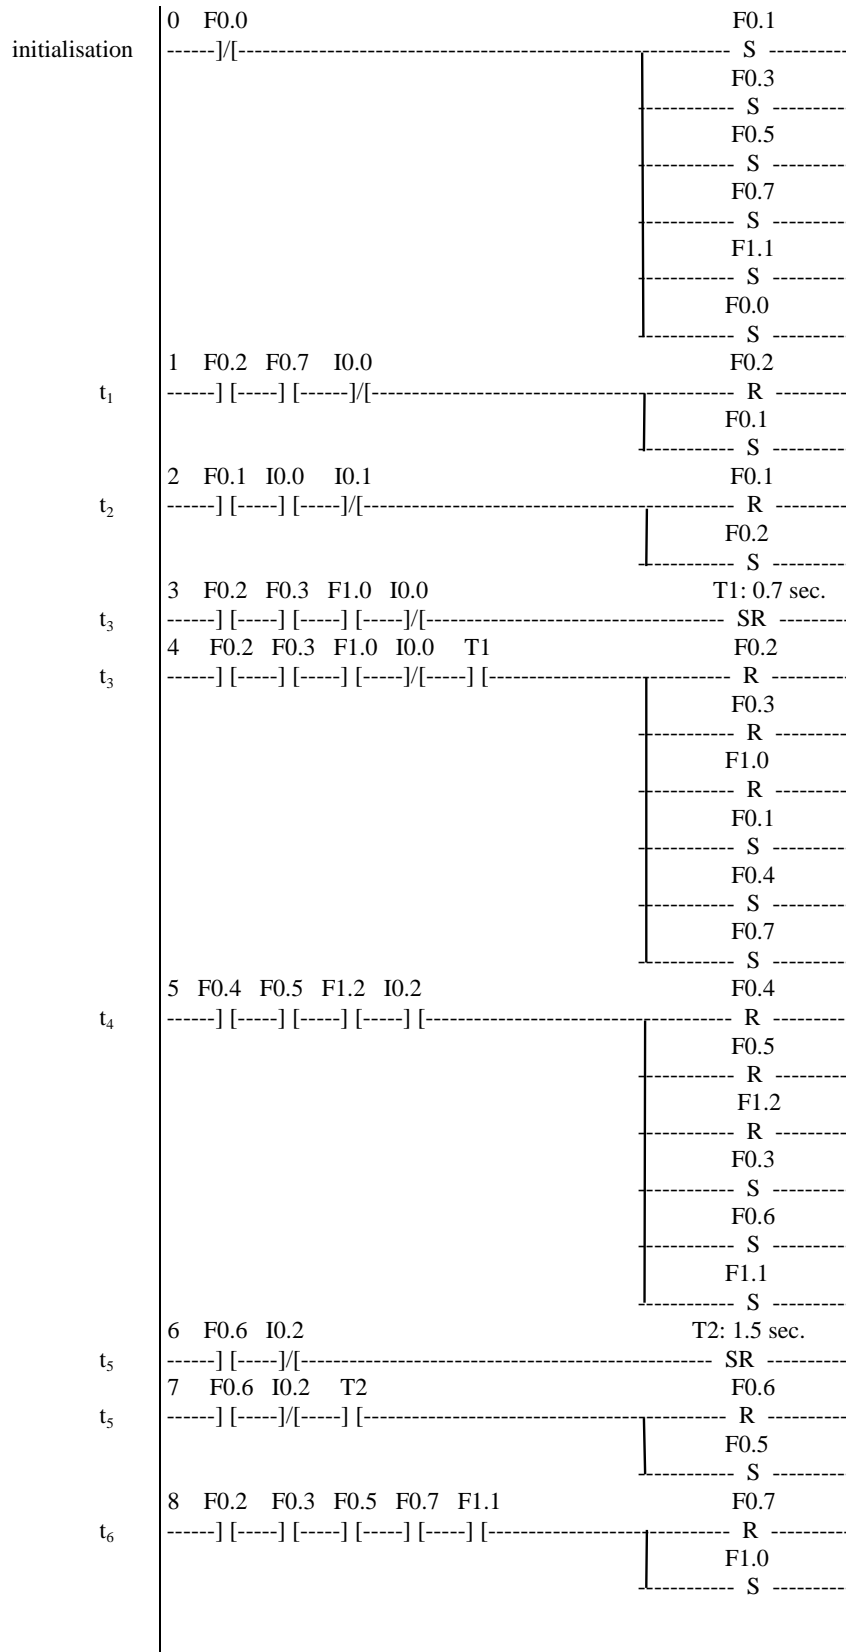 0 F0.0 F0.1
initialisation ------]/[------------------------------------------------------------------------ S -----------
F0.3
------------- S -----------
F0.5
------------- S -----------
F0.7
------------- S -----------
F1.1
------------- S -----------
F0.0
------------- S -----------
1 F0.2 F0.7 I0.0 F0.2
t1 ------] [-----] [------]/[---------------------------------------------------- R -----------
F0.1
------------- S -----------
2 F0.1 I0.0 I0.1 F0.1
t2 ------] [-----] [-----]/[----------------------------------------------------- R -----------
F0.2
------------- S -----------
3 F0.2 F0.3 F1.0 I0.0 T1: 0.7 sec.
t3 ------] [-----] [-----] [-----]/[------------------------------------------- SR ----------
4 F0.2 F0.3 F1.0 I0.0 T1 F0.2
t3 ------] [-----] [-----] [-----]/[-----] [----------------------------------- R -----------
F0.3
------------- R -----------
F1.0
------------- R -----------
F0.1
------------- S -----------
F0.4
------------- S -----------
F0.7
------------- S -----------
5 F0.4 F0.5 F1.2 I0.2 F0.4
t4 ------] [-----] [-----] [-----] [-------------------------------------------- R -----------
F0.5
------------- R -----------
F1.2
------------- R -----------
F0.3
------------- S -----------
F0.6
------------- S -----------
F1.1
------------- S -----------
6 F0.6 I0.2 T2: 1.5 sec.
t5 ------] [-----]/[------------------------------------------------------------ SR ----------
7 F0.6 I0.2 T2 F0.6
t5 ------] [-----]/[-----] [---------------------------------------------------- R -----------
F0.5
------------- S -----------
8 F0.2 F0.3 F0.5 F0.7 F1.1 F0.7
t6 ------] [-----] [-----] [-----] [-----] [----------------------------------- R -----------
F1.0
------------- S -----------